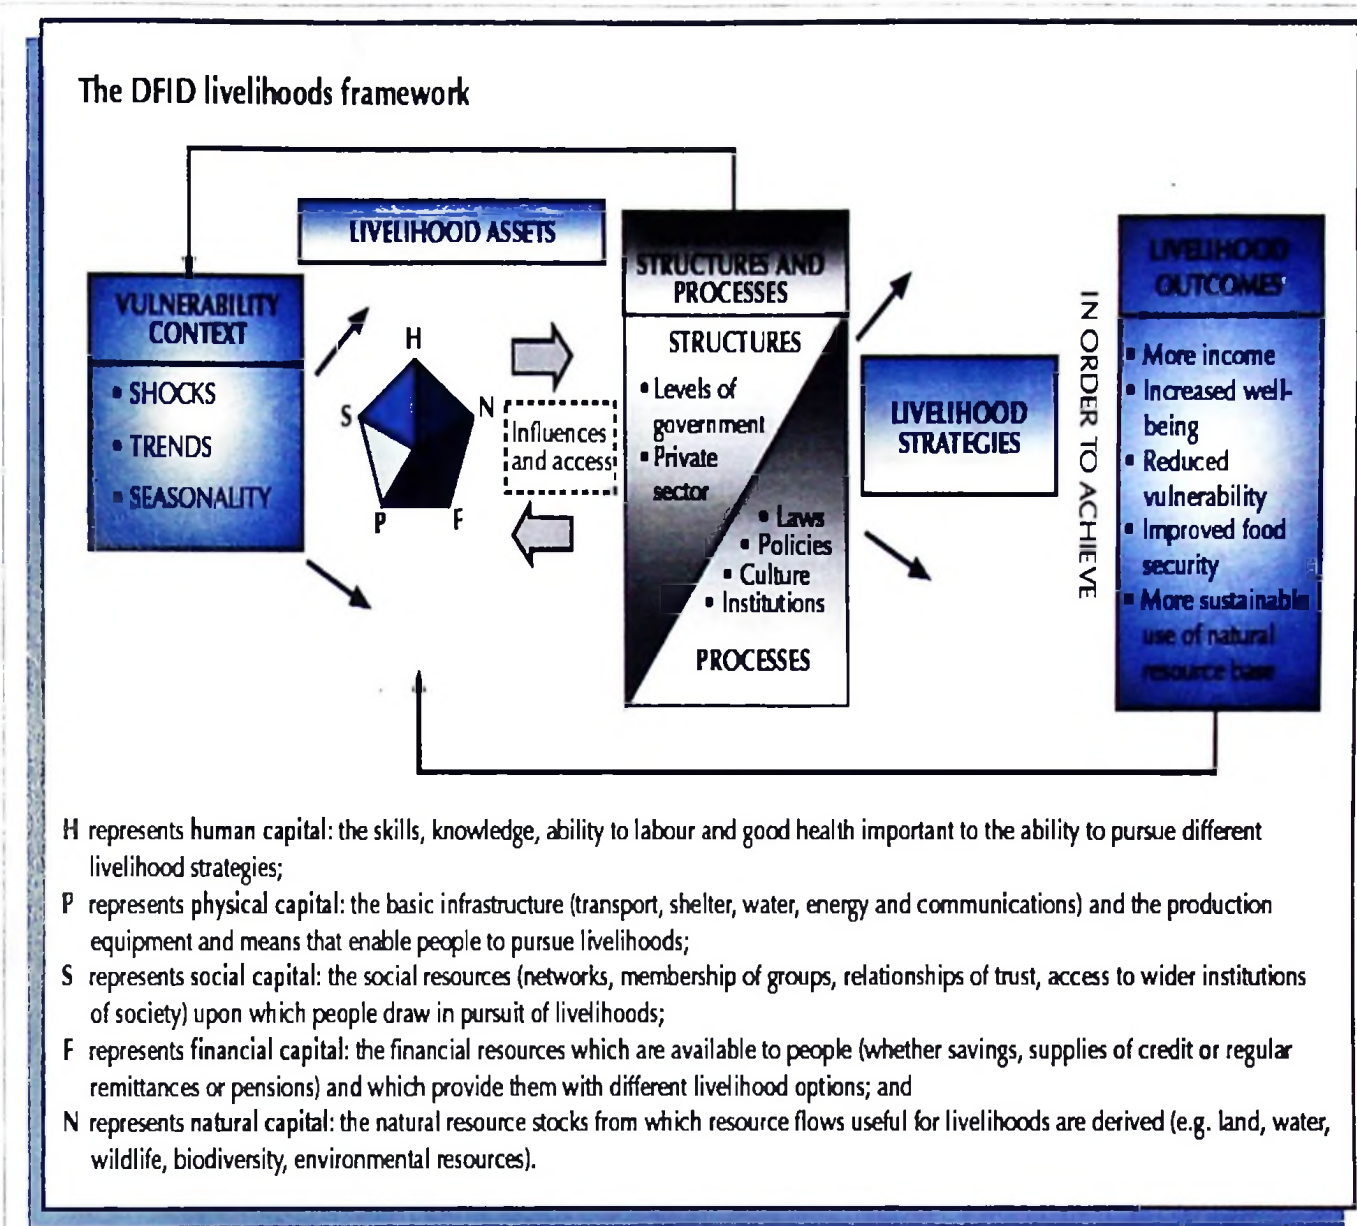 The DFID livelihoods framework
LIVELIHOOD ASSETS
VULNERABILITY
CONTEXT
• SHOCKS
• TRENDS
• SEASONALITY
H
S
N
P
F
Influences
and access
STRUCTURES AND
PROCESSES
STRUCTURES
• Levels of
government
• Private
sector
• Laws
• Policies
• Culture
• Institutions
PROCESSES
LIVELIHOOD
STRATEGIES
IN ORDER TO ACHIEVE
LIVELIHOOD
OUTCOMES
• More income
• Increased well-
being
• Reduced
vulnerability
• Improved food
security
• More sustainable
use of natural
resource base
H represents human capital: the skills, knowledge, ability to labour and good health important to the ability to pursue different
livelihood strategies;
P represents physical capital: the basic infrastructure (transport, shelter, water, energy and communications) and the production
equipment and means that enable people to pursue livelihoods;
S represents social capital: the social resources (networks, membership of groups, relationships of trust, access to wider institutions
of society) upon which people draw in pursuit of livelihoods;
F represents financial capital: the financial resources which are available to people (whether savings, supplies of credit or regular
remittances or pensions) and which provide them with different livelihood options; and
N represents natural capital: the natural resource stocks from which resource flows useful for livelihoods are derived (e.g. land, water,
wildlife, biodiversity, environmental resources).